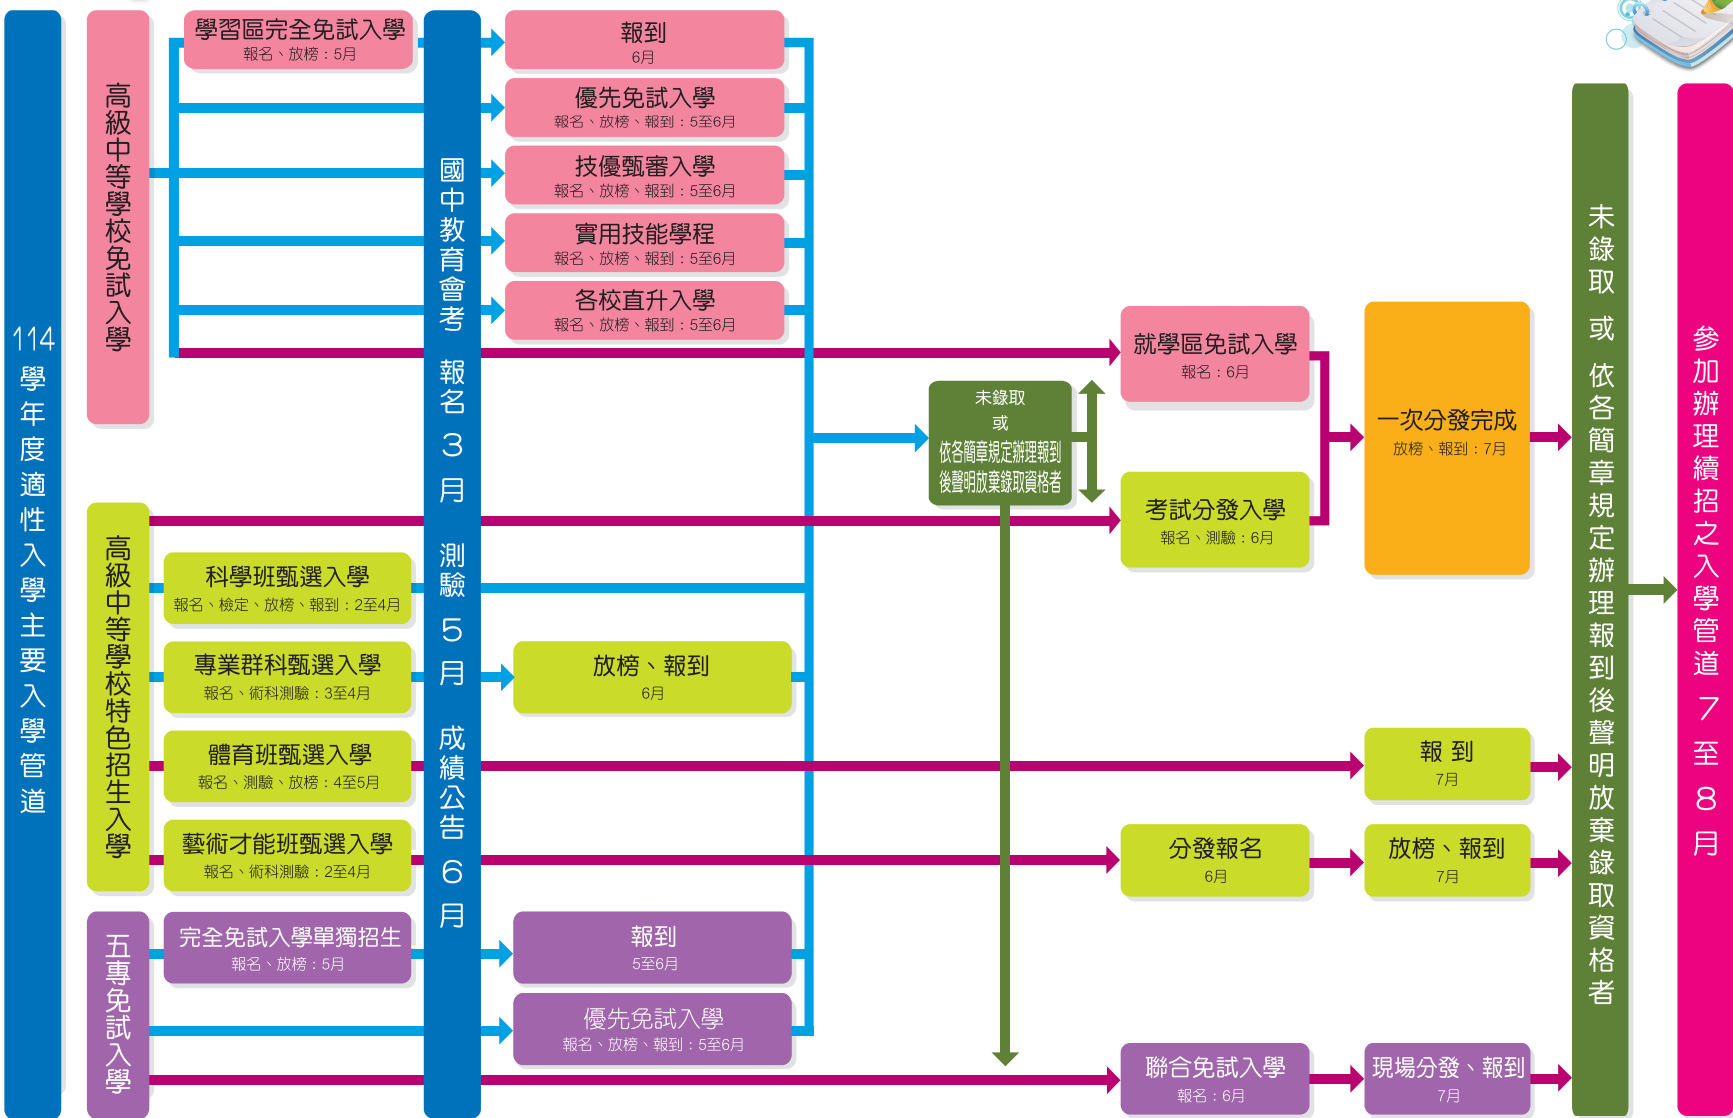 114學年度適性入學主要入學管道
高級中等學校免試入學
學習區完全免試入學
報名、放榜：5月
國中教育會考 報名3月 測驗5月 成績公告6月
報到
6月
優先免試入學
報名、放榜、報到：5至6月
技優甄審入學
報名、放榜、報到：5至6月
實用技能學程
報名、放榜、報到：5至6月
各校直升入學
報名、放榜、報到：5至6月
就學區免試入學
報名：6月
未錄取
或
依各簡章規定辦理報到
後聲明放棄錄取資格者
一次分發完成
放榜、報到：7月
高級中等學校特色招生入學
考試分發入學
報名、測驗：6月
科學班甄選入學
報名、檢定、放榜、報到：2至4月
專業群科甄選入學
報名、術科測驗：3至4月
放榜、報到
6月
體育班甄選入學
報名、測驗、放榜：4至5月
報 到
7月
藝術才能班甄選入學
報名、術科測驗：2至4月
分發報名
6月
放榜、報到
7月
五專免試入學
完全免試入學單獨招生
報名、放榜：5月
報到
5至6月
優先免試入學
報名、放榜、報到：5至6月
聯合免試入學
報名：6月
現場分發、報到
7月
未錄取 或 依各簡章規定辦理報到後聲明放棄錄取資格者
參加辦理續招之入學管道 7至8月